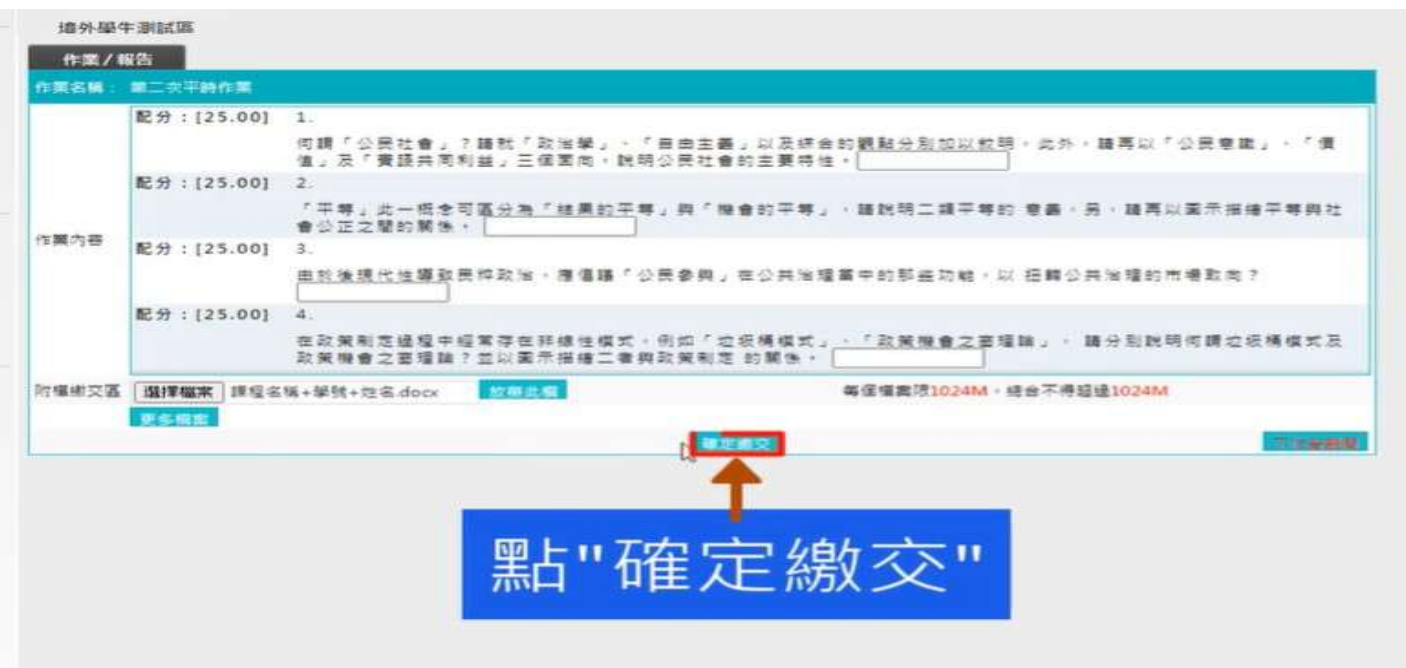 境外學生測試區
作業/報告
作業名稱: 第二次平時作業
配分:[25.00] 1.
何謂「公民社會」?請就「政治學」、「自由主義」以及綜合的觀點分別加以敘明。此外,請再以「公民意識」、「價
值」及「實踐共同利益」三個面向,說明公民社會的主要特性。
配分:[25.00] 2.
「平等」此一概念可區分為「結果的平等」與「機會的平等」,請說明二類平等的 意義。另,請再以圖示描繪平等與社
會公正之間的關係。
作業內容
配分:[25.00] 3.
由於後現代性導致民粹政治,應倡議「公民參與」在公共治理當中的那些功能,以 扭轉公共治理的市場取向?
配分:[25.00] 4.
在政策制定過程中經常存在非線性模式,例如「垃圾桶模式」、「政策機會之窗理論」, 請分別說明何謂垃圾桶模式及
政策機會之窗理論?並以圖示描繪二者與政策制定 的關係。
附檔繳交區 選擇檔案 課程名稱+學號+姓名.docx 放棄此檔 每個檔案限1024M,總合不得超過1024M
更多檔案
確定繳交
點"確定繳交"